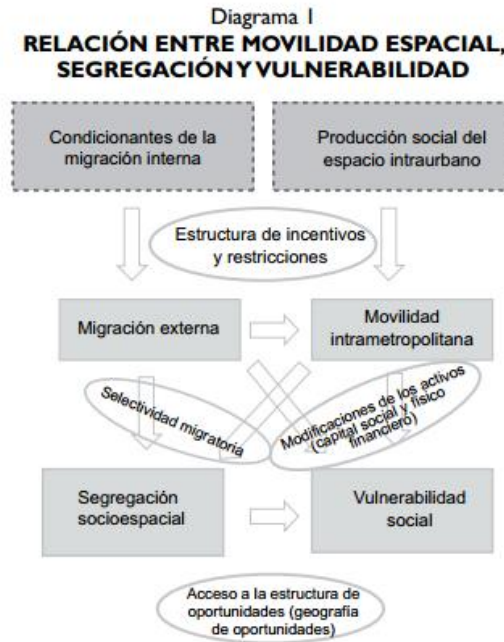 Diagrama 1
RELACIÓN ENTRE MOVILIDAD ESPACIAL,
SEGREGACIÓN Y VULNERABILIDAD
Condicionantes de la
migración interna
Producción social del
espacio intraurbano
Estructura de incentivos
y restricciones
Migración externa
Movilidad
intrametropolitana
Selectividad migratoria
Modificaciones de los activos
(capital social y físico
financiero)
Segregación
socioespacial
Vulnerabilidad
social
Acceso a la estructura de
oportunidades (geografía
de oportunidades)